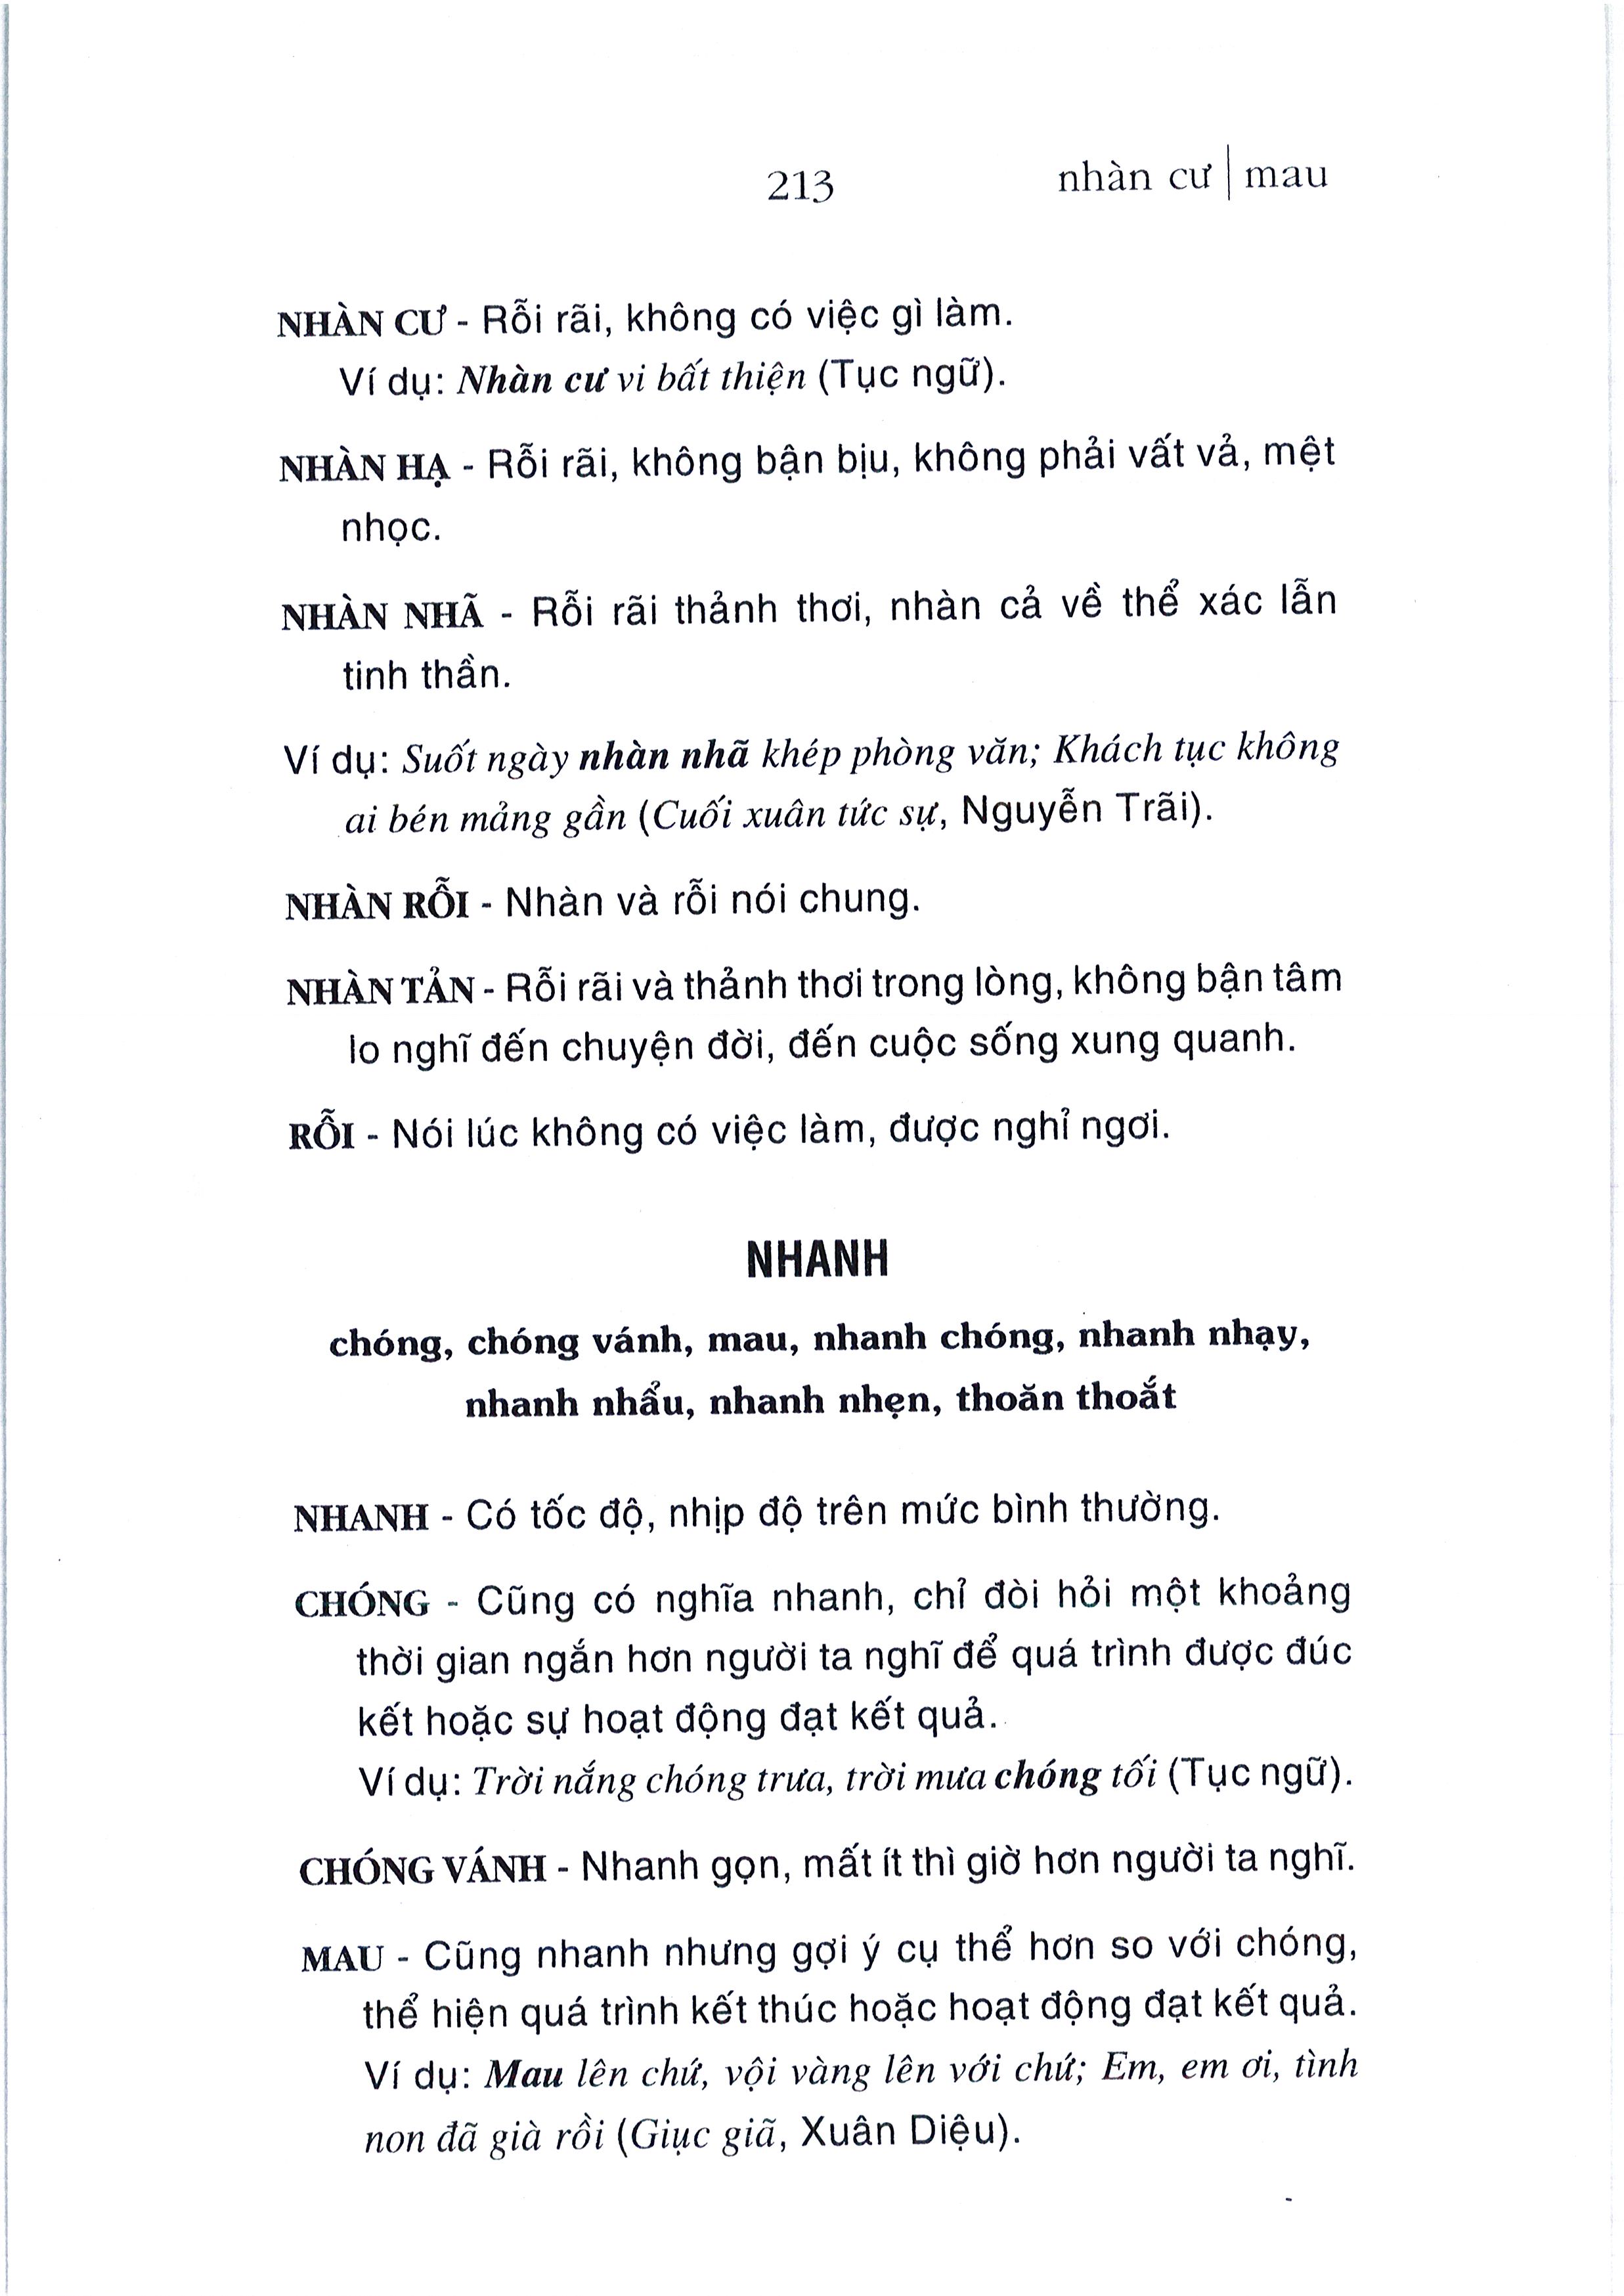 213
nhàn cư | mau
NHÀN CƯ - Rỗi rãi, không có việc gì làm.
Ví dụ: Nhàn cư vi bất thiện (Tục ngữ).
NHÀN HẠ - Rỗi rãi, không bận bịu, không phải vất vả, mệt
nhọc.
NHÀN NHÃ - Rỗi rãi thảnh thơi, nhàn cả về thể xác lẫn
tinh thần.
Ví dụ: Suốt ngày nhàn nhã khép phòng văn; Khách tục không
ai bén mảng gần (Cuối xuân tức sự, Nguyễn Trãi).
NHÀN RỖI - Nhàn và rỗi nói chung.
NHÀN TẢN - Rỗi rãi và thảnh thơi trong lòng, không bận tâm
lo nghĩ đến chuyện đời, đến cuộc sống xung quanh.
RỖI - Nói lúc không có việc làm, được nghỉ ngơi.
NHANH
chóng, chóng vánh, mau, nhanh chóng, nhanh nhạy,
nhanh nhẩu, nhanh nhẹn, thoăn thoắt
NHANH - Có tốc độ, nhịp độ trên mức bình thường.
CHÓNG - Cũng có nghĩa nhanh, chỉ đòi hỏi một khoảng
thời gian ngắn hơn người ta nghĩ để quá trình được đúc
kết hoặc sự hoạt động đạt kết quả.
Ví dụ: Trời nắng chóng trưa, trời mưa chóng tối (Tục ngữ).
CHÓNG VÁNH - Nhanh gọn, mất ít thì giờ hơn người ta nghĩ.
MAU - Cũng nhanh nhưng gợi ý cụ thể hơn so với chóng,
thể hiện quá trình kết thúc hoặc hoạt động đạt kết quả.
Ví dụ: Mau lên chứ, vội vàng lên với chứ; Em, em ơi, tình
non đã già rồi (Giục giã, Xuân Diệu).